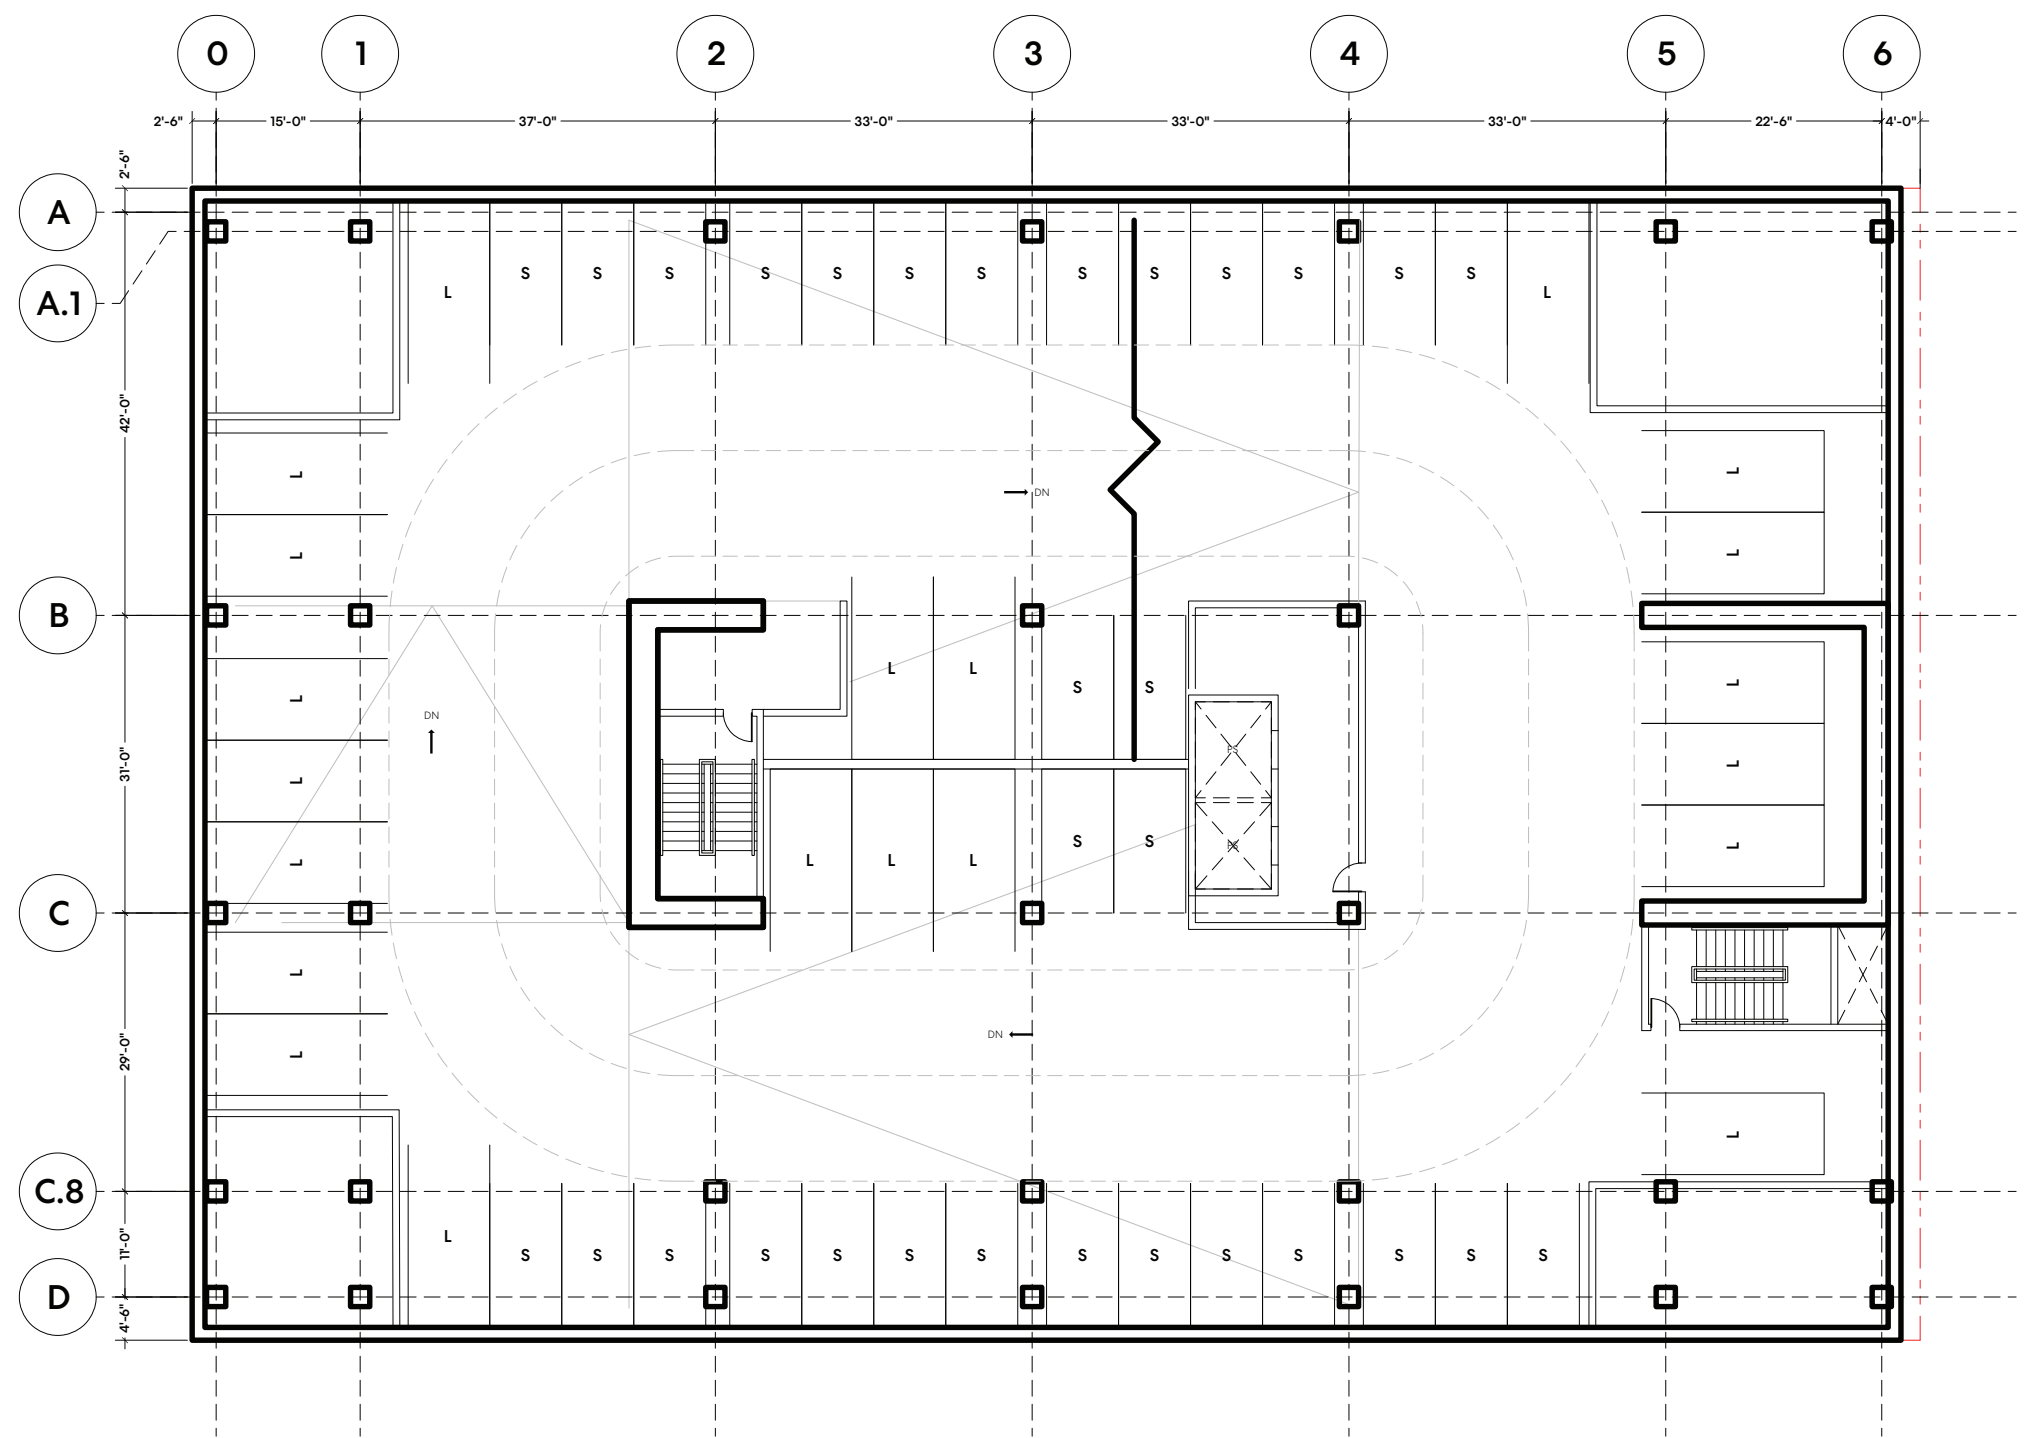 0 1 2 3 4 5 6
2'-6" 15'-0" 37'-0" 33'-0" 33'-0" 33'-0" 22'-6" 4'-0"
2'-6"
A
A.1
S S S S S S S S S S S S S
L L
42'-0"
L L
DN
L L
B
L L
S S
L L
DN
PS
31'-0"
L L
S S
PS
L L L
L L
C
L
DN
29'-0"
L
L
C.8
L
11'-0"
S S S S S S S S S S S S S S
D
4'-6"